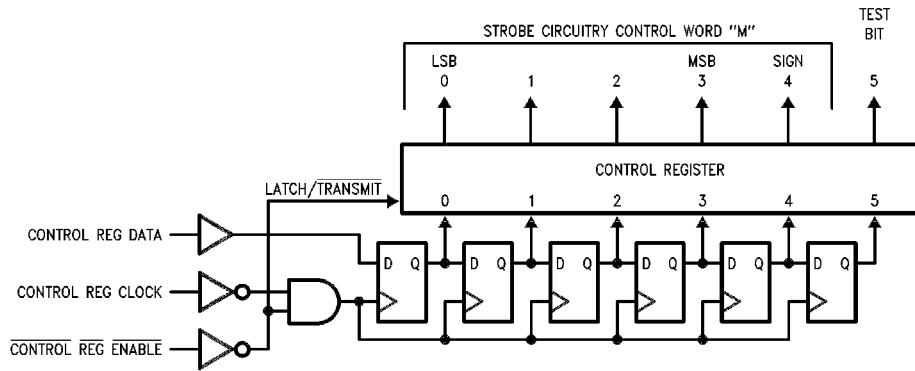 STROBE CIRCUITRY CONTROL WORD "M"
TEST
BIT
LSB
MSB
SIGN
0 1 2 3 4 5
CONTROL REGISTER
LATCH/TRANSMIT
0 1 2 3 4 5
CONTROL REG DATA
D Q D Q D Q D Q D Q D Q
CONTROL REG CLOCK
CONTROL REG ENABLE